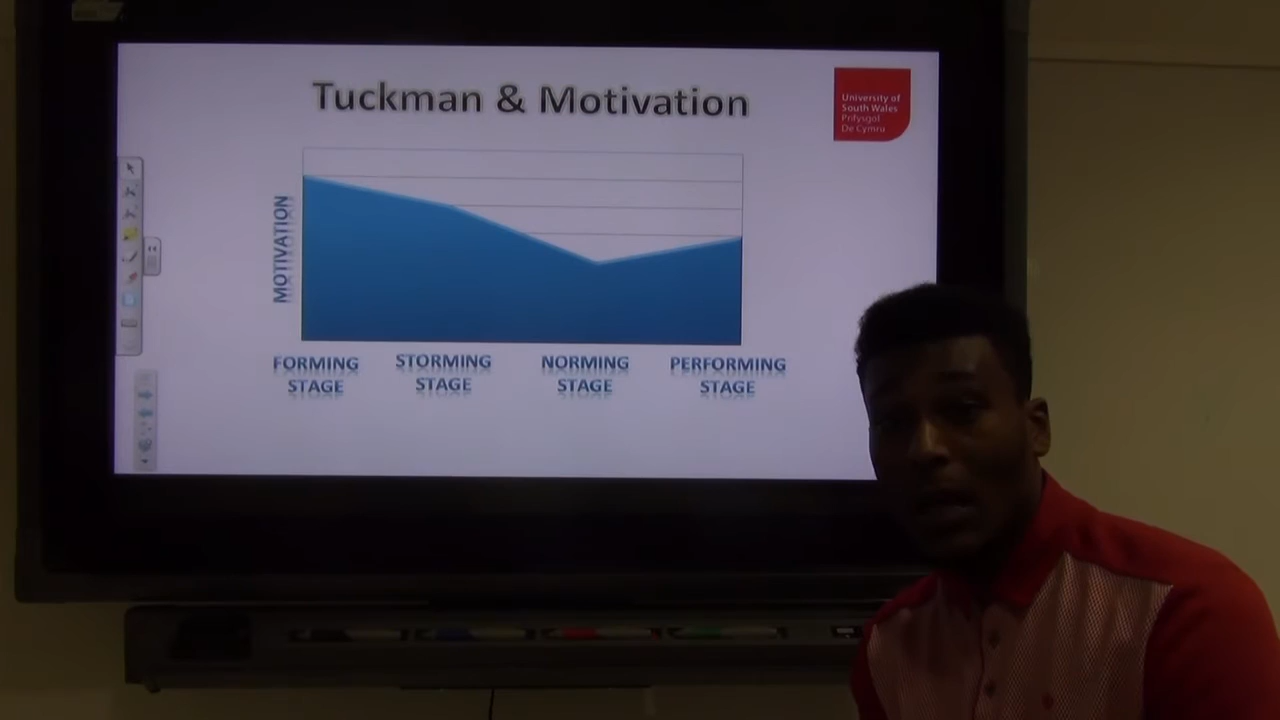 Tuckman & Motivation
University of
South Wales
Prifysgol
De Cymru
MOTIVATION
FORMING
STAGE
STORMING
STAGE
NORMING
STAGE
PERFORMING
STAGE